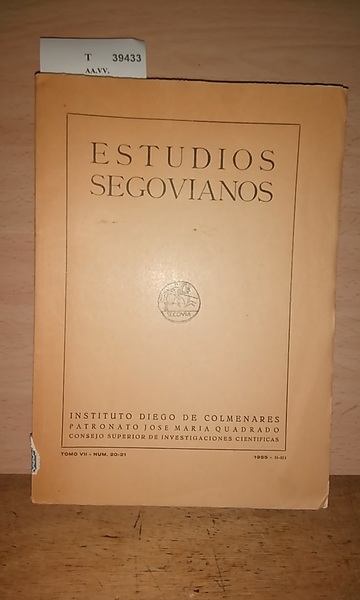 T 39433
AA.VV.
ESTUDIOS
SEGOVIANOS
SEGOVIA
INSTITUTO DIEGO DE COLMENARES
PATRONATO JOSE MARIA QUADRADO
CONSEJO SUPERIOR DE INVESTIGACIONES CIENTIFICAS
TOMO VII - NUM. 20-21 1955 - II-III